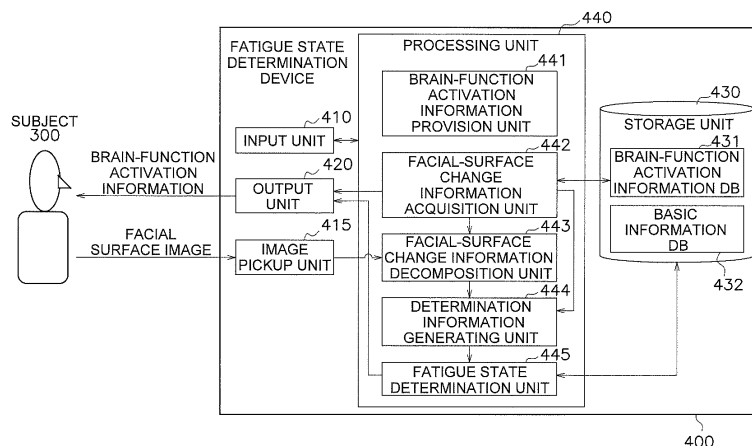 440
FATIGUE STATE
DETERMINATION
DEVICE
PROCESSING UNIT
441
BRAIN-FUNCTION
ACTIVATION
INFORMATION
PROVISION UNIT
430
STORAGE UNIT
431
BRAIN-FUNCTION
ACTIVATION
INFORMATION DB
BASIC
INFORMATION
DB
432
SUBJECT
300
410
INPUT UNIT
BRAIN-FUNCTION
ACTIVATION
INFORMATION
420
OUTPUT
UNIT
442
FACIAL-SURFACE
CHANGE
INFORMATION
ACQUISITION UNIT
FACIAL
SURFACE IMAGE
415
IMAGE
PICKUP UNIT
443
FACIAL-SURFACE
CHANGE INFORMATION
DECOMPOSITION UNIT
444
DETERMINATION
INFORMATION
GENERATING UNIT
445
FATIGUE STATE
DETERMINATION UNIT
400